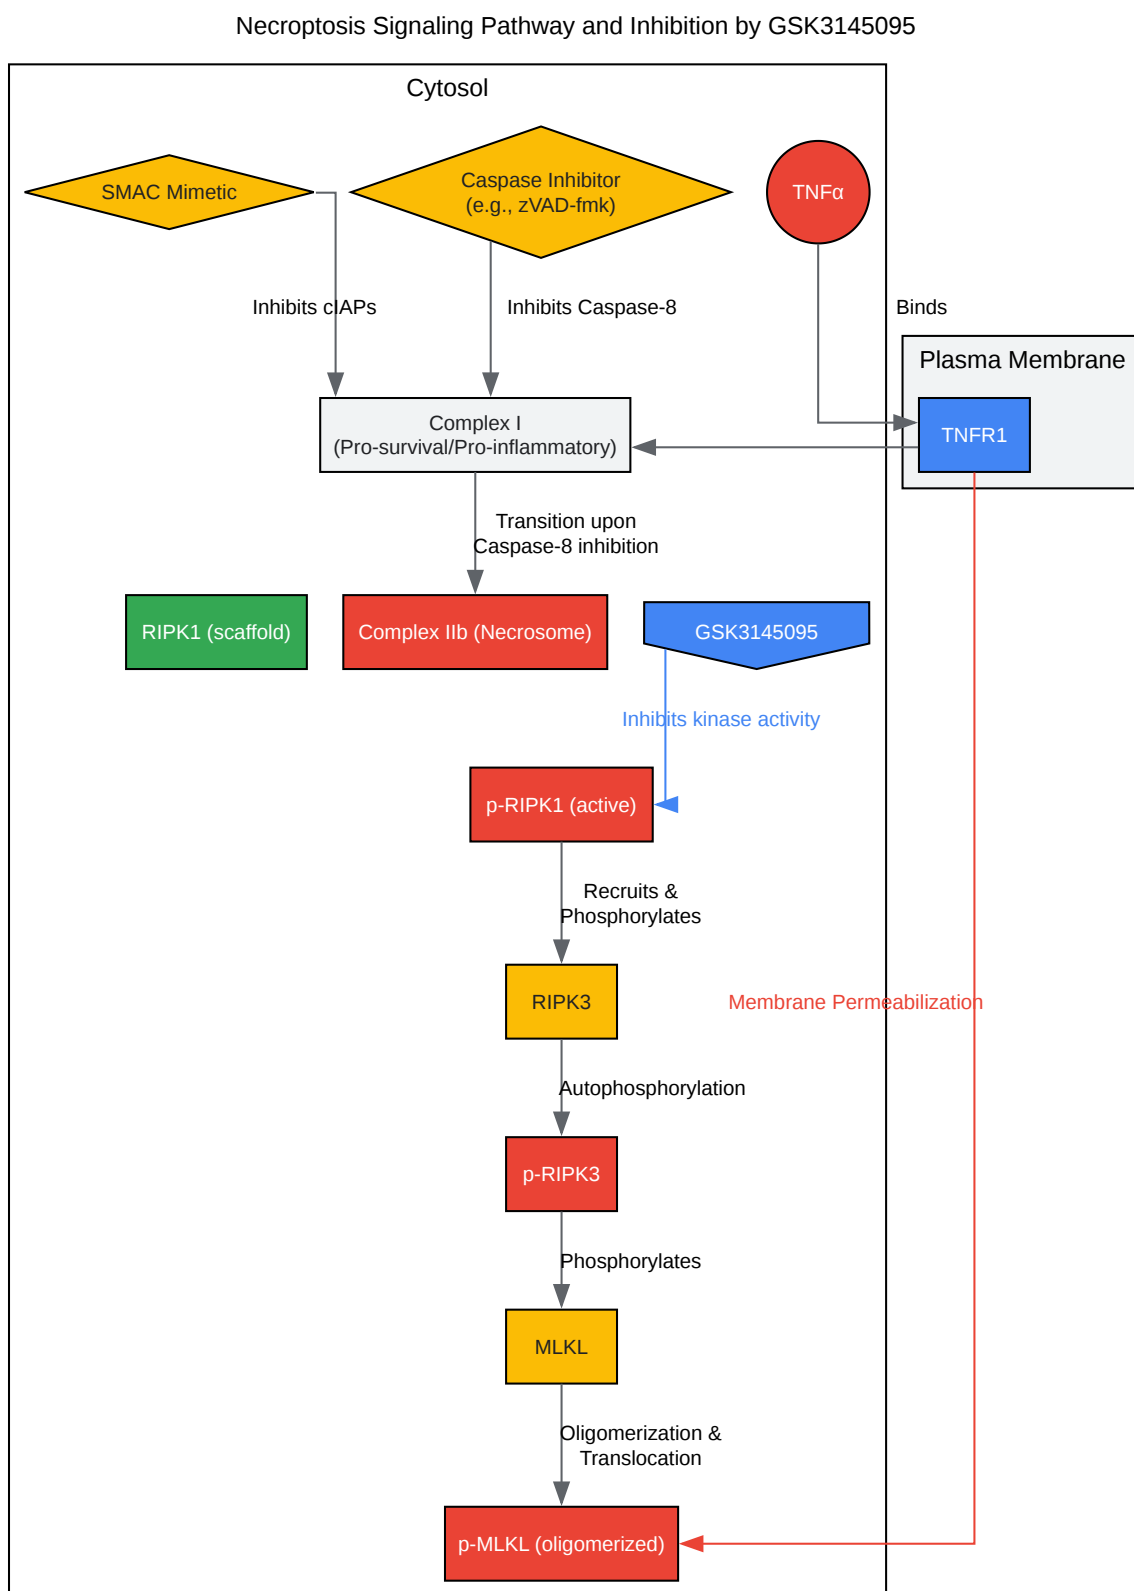 Necroptosis Signaling Pathway and Inhibition by GSK3145095
Cytosol
SMAC Mimetic
Caspase Inhibitor
(e.g., zVAD-fmk)
TNFα
Inhibits cIAPs
Inhibits Caspase-8
Binds
Plasma Membrane
Complex I
(Pro-survival/Pro-inflammatory)
TNFR1
Transition upon
Caspase-8 inhibition
RIPK1 (scaffold)
Complex IIb (Necrosome)
GSK3145095
Inhibits kinase activity
p-RIPK1 (active)
Recruits &
Phosphorylates
RIPK3
Membrane Permeabilization
Autophosphorylation
p-RIPK3
Phosphorylates
MLKL
Oligomerization &
Translocation
p-MLKL (oligomerized)